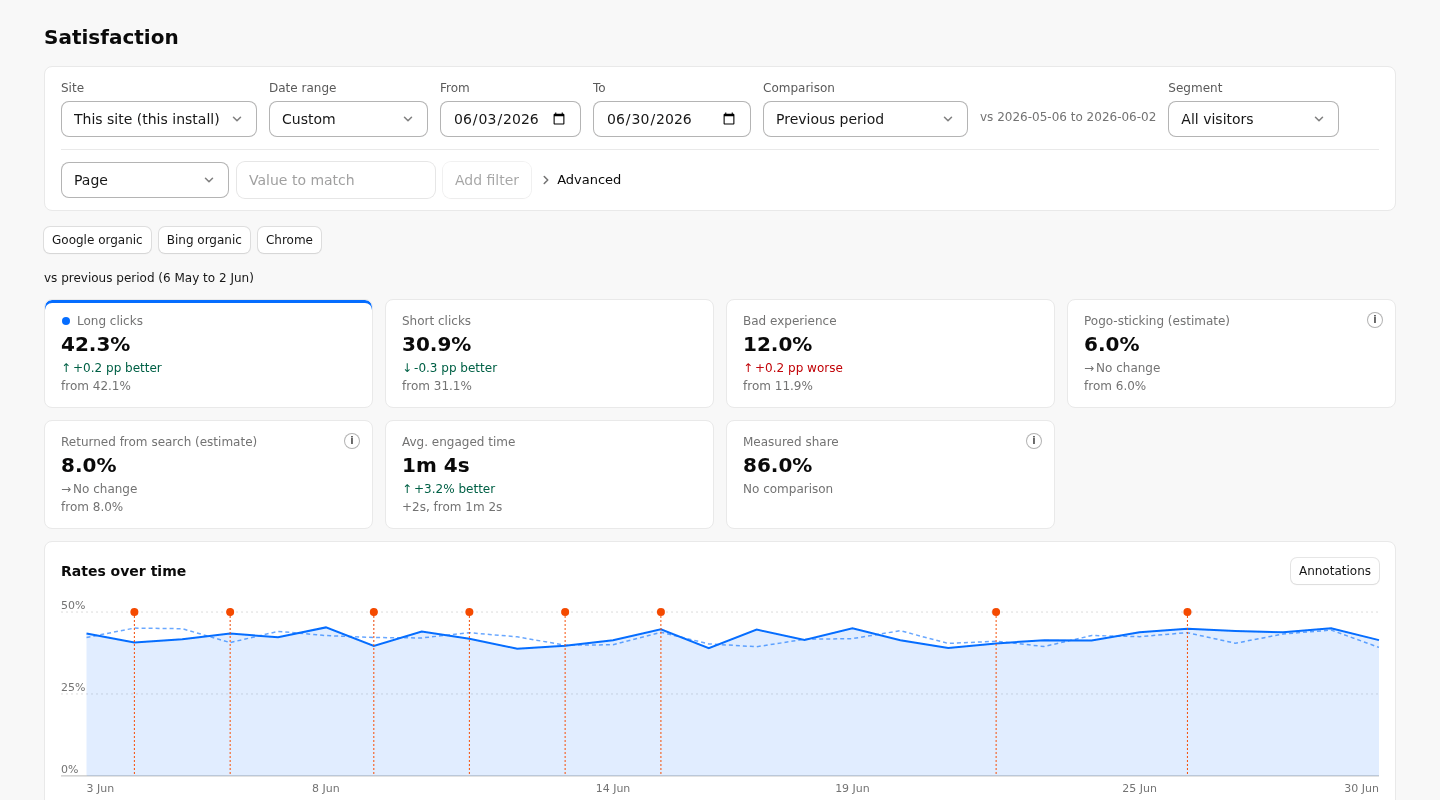 Satisfaction
Site Date range From To Comparison Segment
This site (this install) Custom 06/03/2026 06/30/2026 Previous period vs 2026-05-06 to 2026-06-02 All visitors
Page Value to match Add filter Advanced
Google organic Bing organic Chrome
vs previous period (6 May to 2 Jun)
Long clicks
42.3%
↑ +0.2 pp better
from 42.1%
Short clicks
30.9%
↓ -0.3 pp better
from 31.1%
Bad experience
12.0%
↑ +0.2 pp worse
from 11.9%
Pogo-sticking (estimate) i
6.0%
→ No change
from 6.0%
Returned from search (estimate) i
8.0%
→ No change
from 8.0%
Avg. engaged time
1m 4s
↑ +3.2% better
+2s, from 1m 2s
Measured share i
86.0%
No comparison
Rates over time Annotations
50%
25%
0%
3 Jun 8 Jun 14 Jun 19 Jun 25 Jun 30 Jun